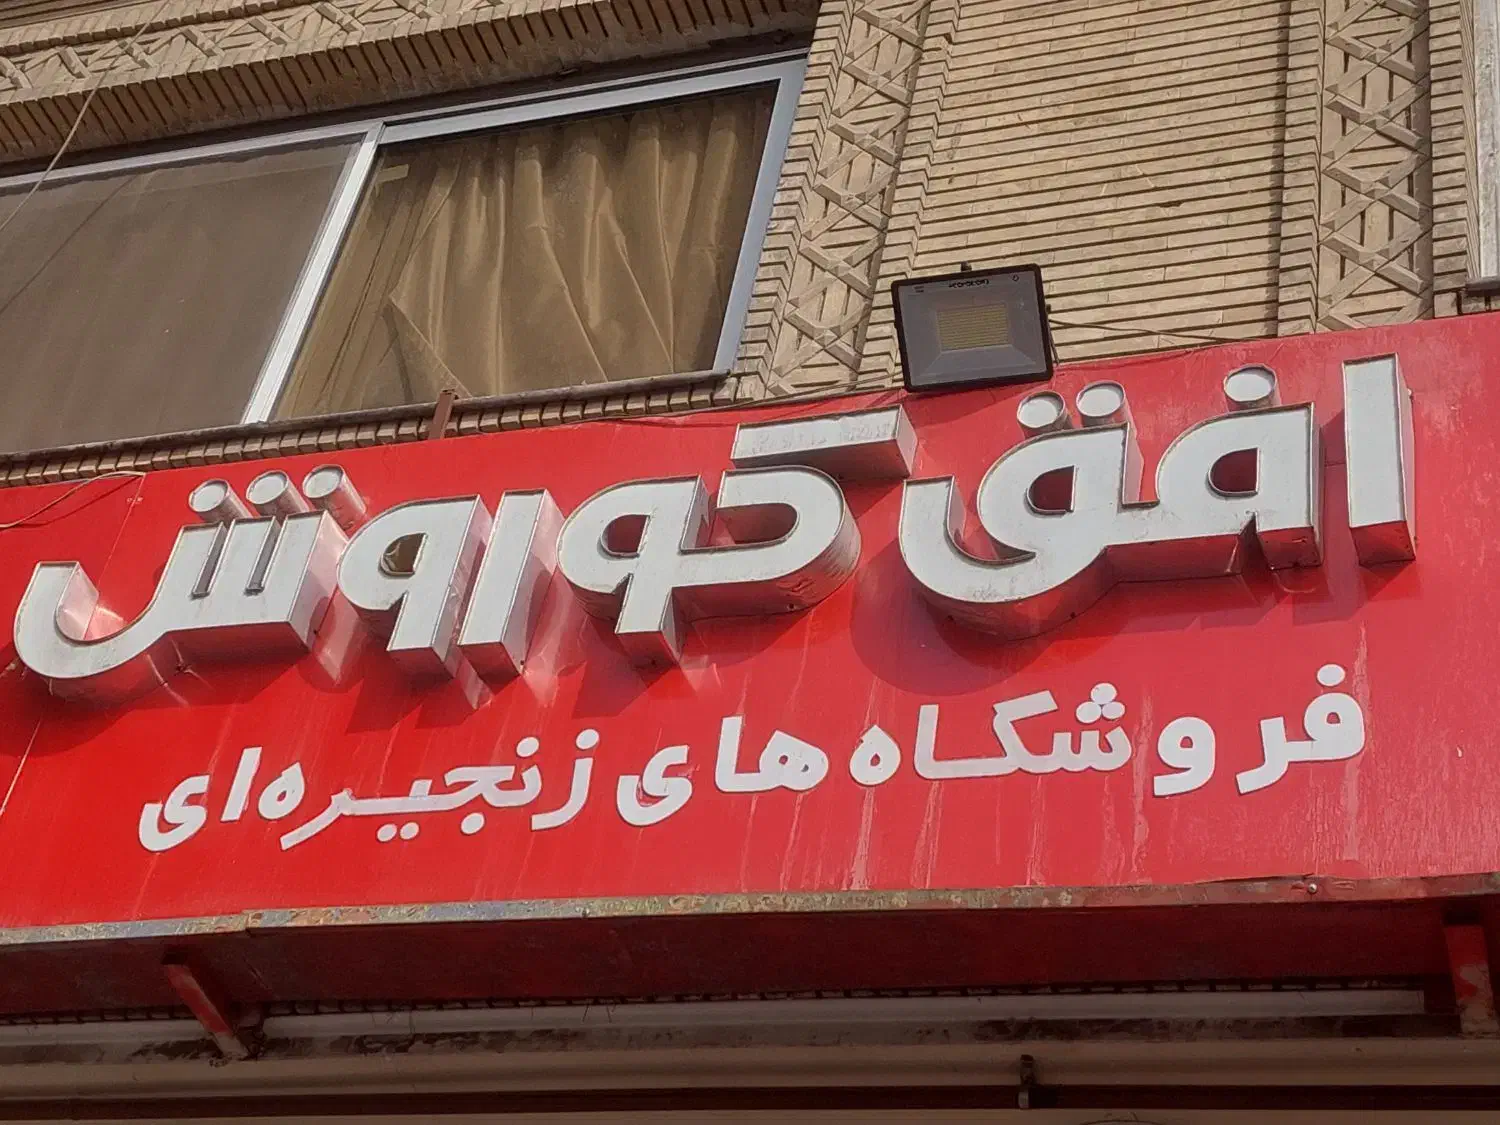 افق کوروش
فروشگاه های زنجیره ای